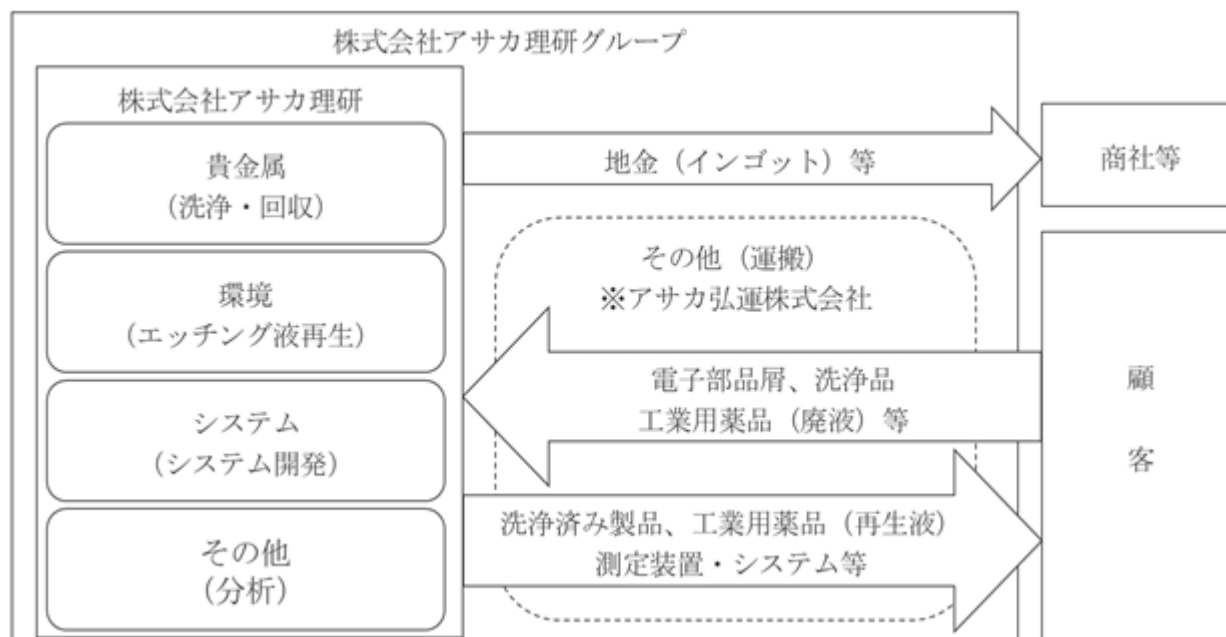 株式会社アサカ理研グループ
株式会社アサカ理研
貴金属
(洗浄・回収)
環境
(エッチング液再生)
システム
(システム開発)
その他
(分析)
地金（インゴット）等
商社等
その他（運搬）
※アサカ弘運株式会社
電子部品屑、洗浄品
工業用薬品（廃液）等
洗浄済み製品、工業用薬品（再生液）
測定装置・システム等
顧
客